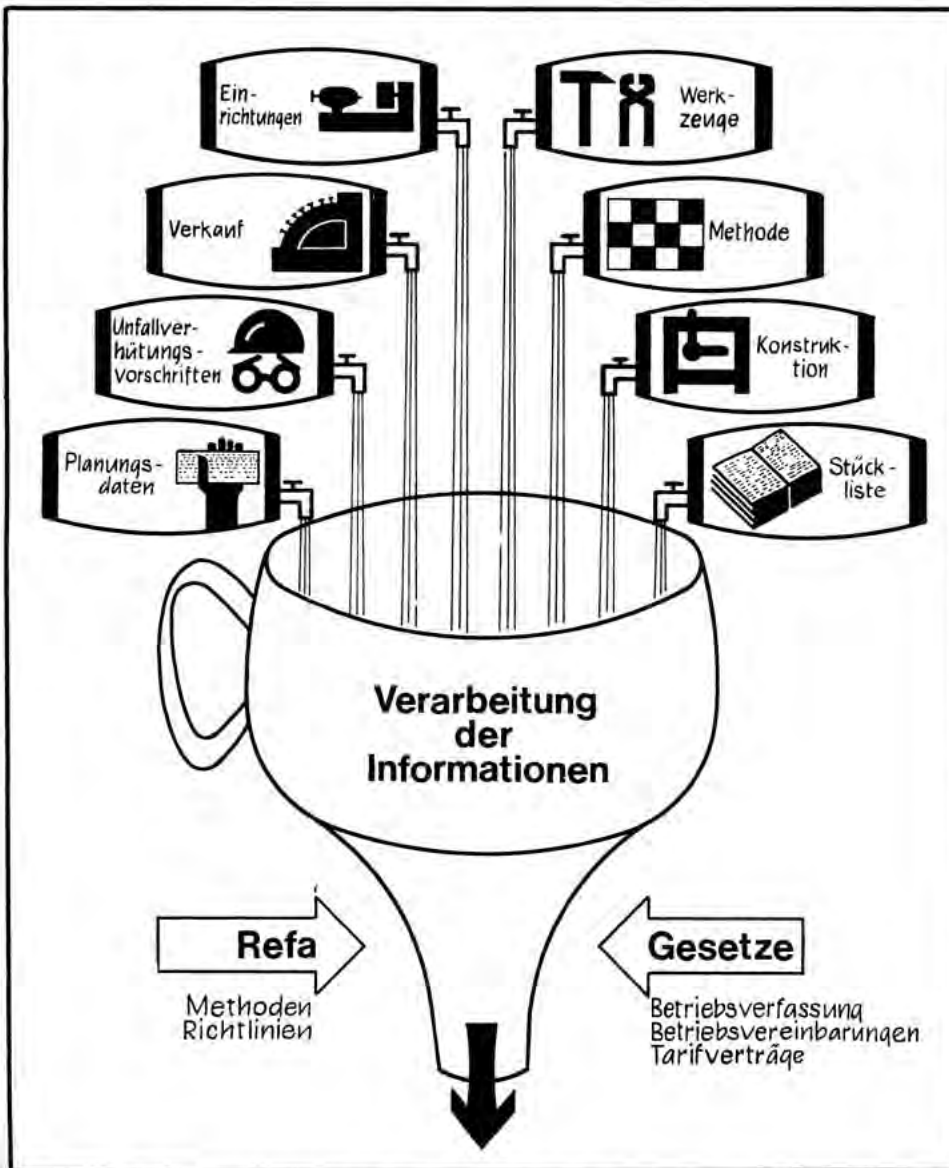 Ein-
richtungen
Werk-
zeuge
Verkauf
Methode
Unfallver-
hütungs-
vorschriften
Konstruk-
tion
Planungs-
daten
Stück-
liste
Verarbeitung
der
Informationen
Refa
Methoden
Richtlinien
Gesetze
Betriebsverfassung
Betriebsvereinbarungen
Tarifverträge